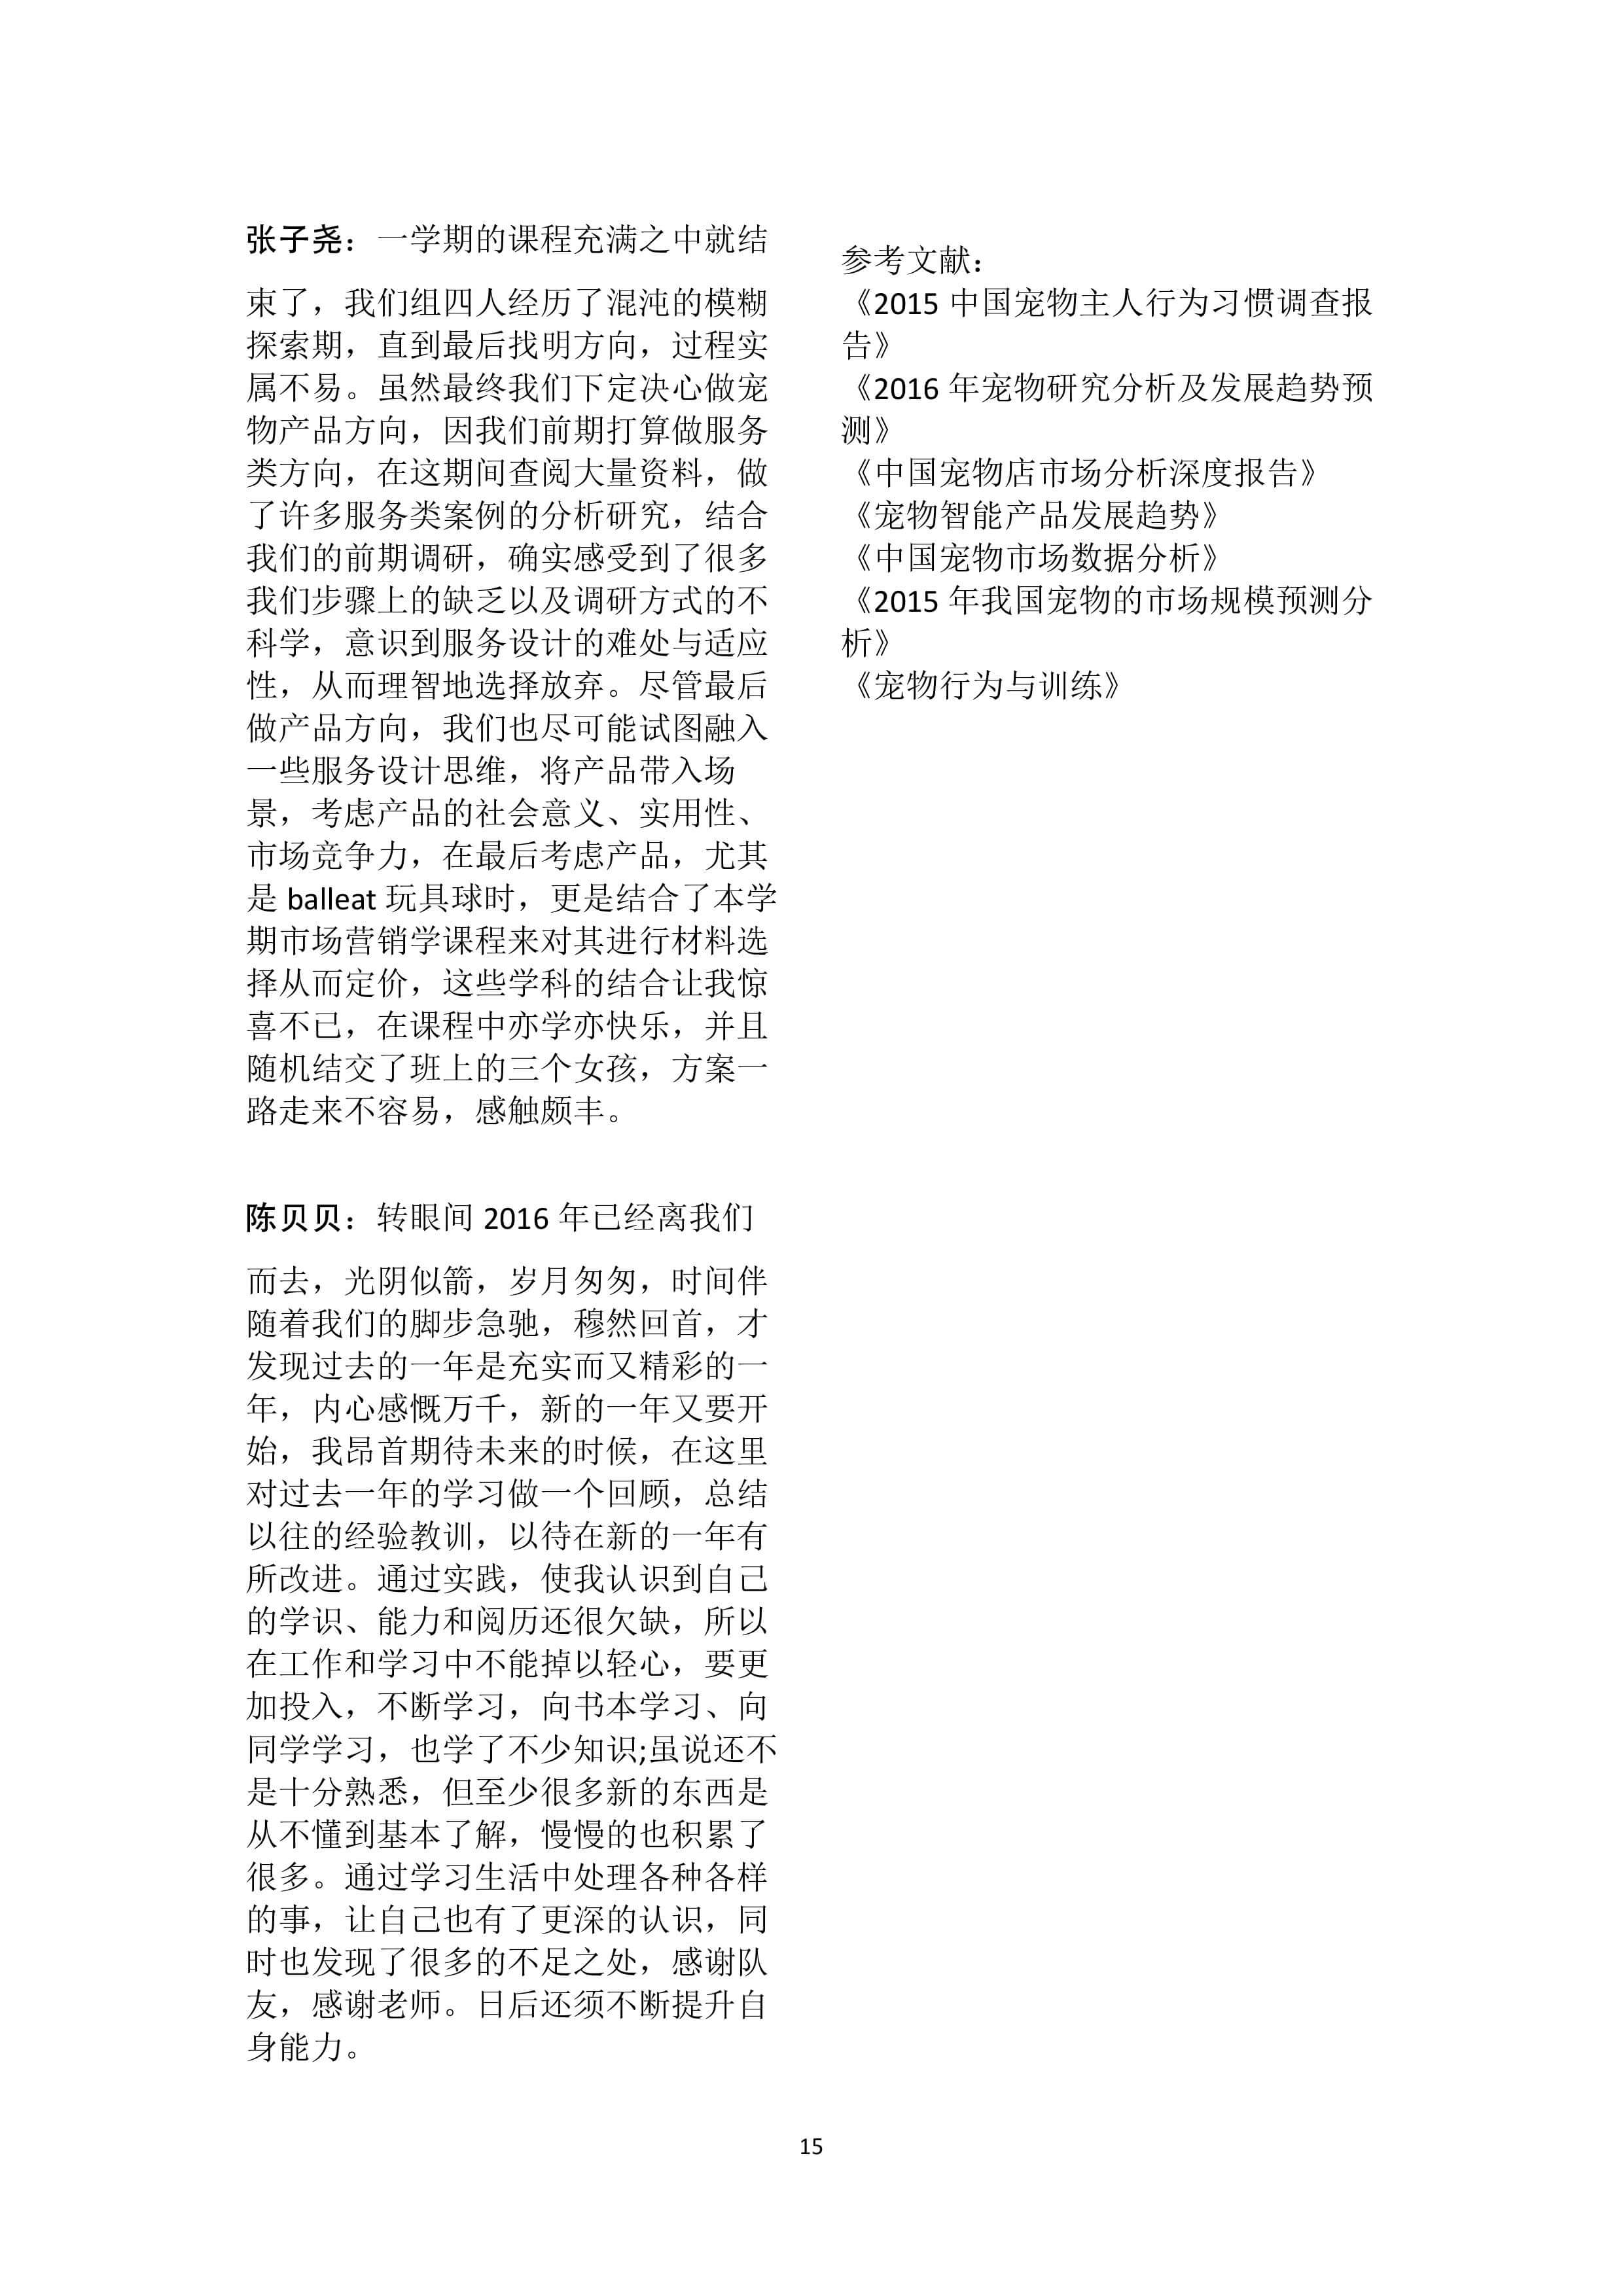 张子尧：一学期的课程充满之中就结
束了，我们组四人经历了混沌的模糊
探索期，直到最后找明方向，过程实
属不易。虽然最终我们下定决心做宠
物产品方向，因我们前期打算做服务
类方向，在这期间查阅大量资料，做
了许多服务类案例的分析研究，结合
我们的前期调研，确实感受到了很多
我们步骤上的缺乏以及调研方式的不
科学，意识到服务设计的难处与适应
性，从而理智地选择放弃。尽管最后
做产品方向，我们也尽可能试图融入
一些服务设计思维，将产品带入场
景，考虑产品的社会意义、实用性、
市场竞争力，在最后考虑产品，尤其
是 balleat 玩具球时，更是结合了本学
期市场营销学课程来对其进行材料选
择从而定价，这些学科的结合让我惊
喜不已，在课程中亦学亦快乐，并且
随机结交了班上的三个女孩，方案一
路走来不容易，感触颇丰。
陈贝贝：转眼间 2016 年已经离我们
而去，光阴似箭，岁月匆匆，时间伴
随着我们的脚步急驰，穆然回首，才
发现过去的一年是充实而又精彩的一
年，内心感慨万千，新的一年又要开
始，我昂首期待未来的时候，在这里
对过去一年的学习做一个回顾，总结
以往的经验教训，以待在新的一年有
所改进。通过实践，使我认识到自己
的学识、能力和阅历还很欠缺，所以
在工作和学习中不能掉以轻心，要更
加投入，不断学习，向书本学习、向
同学学习，也学了不少知识;虽说还不
是十分熟悉，但至少很多新的东西是
从不懂到基本了解，慢慢的也积累了
很多。通过学习生活中处理各种各样
的事，让自己也有了更深的认识，同
时也发现了很多的不足之处，感谢队
友，感谢老师。日后还须不断提升自
身能力。
参考文献：
《2015 中国宠物主人行为习惯调查报
告》
《2016 年宠物研究分析及发展趋势预
测》
《中国宠物店市场分析深度报告》
《宠物智能产品发展趋势》
《中国宠物市场数据分析》
《2015 年我国宠物的市场规模预测分
析》
《宠物行为与训练》
15